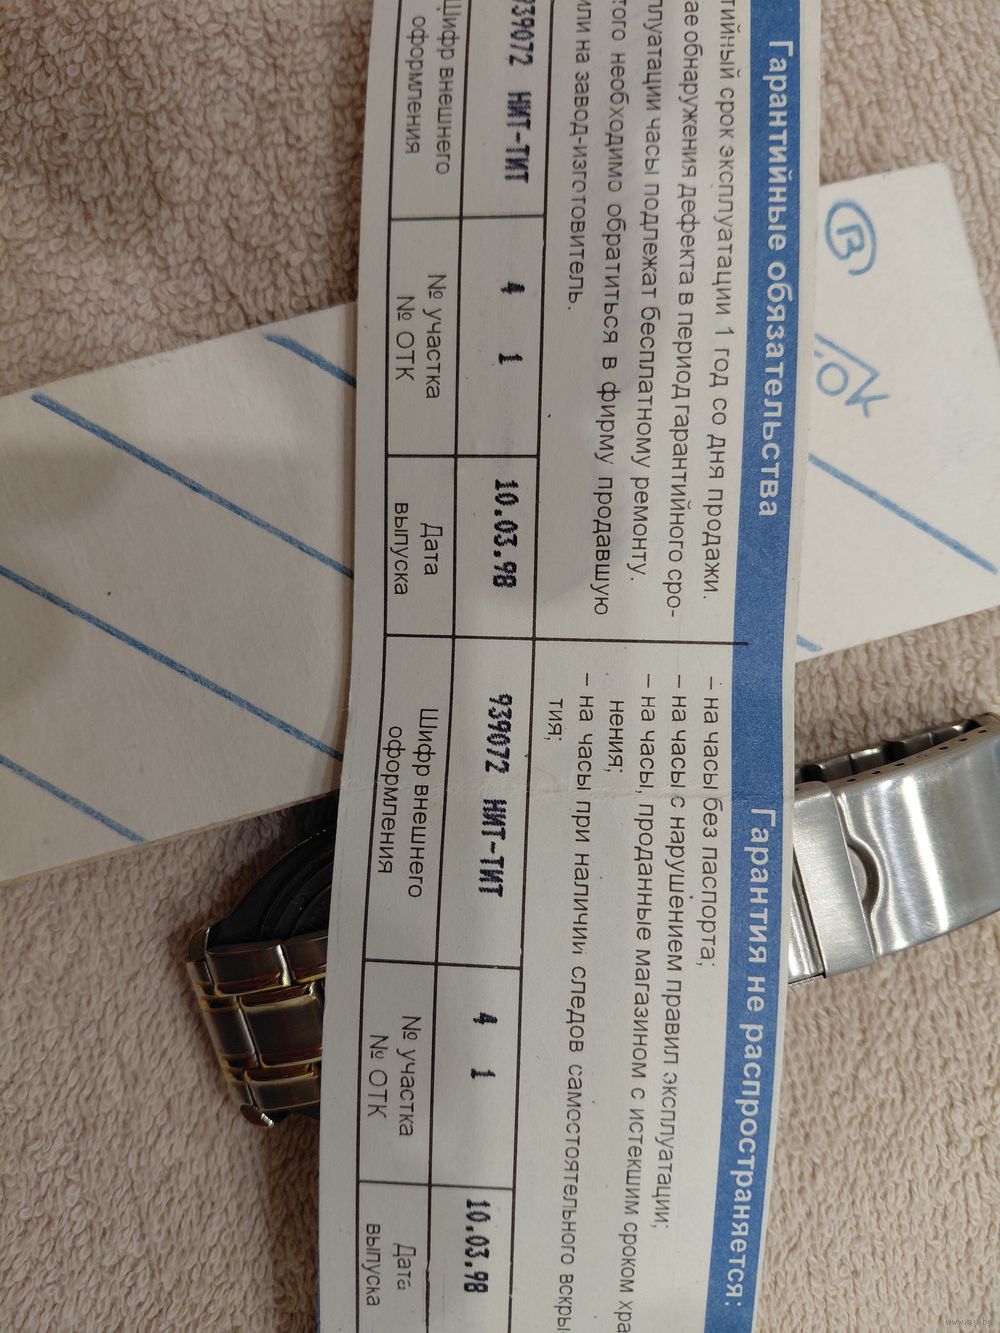 Гарантийные обязательства
тийный срок эксплуатации 1 год со дня продажи.
ае обнаружения дефекта в период гарантийного сро-
плуатации часы подлежат бесплатному ремонту.
того необходимо обратиться в фирму продавшую
или на завод-изготовитель.
939072 НИТ-ТИТ
4 1
10.03.98
Шифр внешнего
оформления
№ участка
№ ОТК
Дата
выпуска
Гарантия не распространяется:
– на часы без паспорта;
– на часы с нарушением правил эксплуатации;
– на часы, проданные магазином с истекшим сроком хра
нения;
– на часы при наличии следов самостоятельного вскры
тия;
939072 НИТ-ТИТ
4 1
10.03.98
Шифр внешнего
оформления
№ участка
№ ОТК
Дата
выпуска
В
www.ay.by